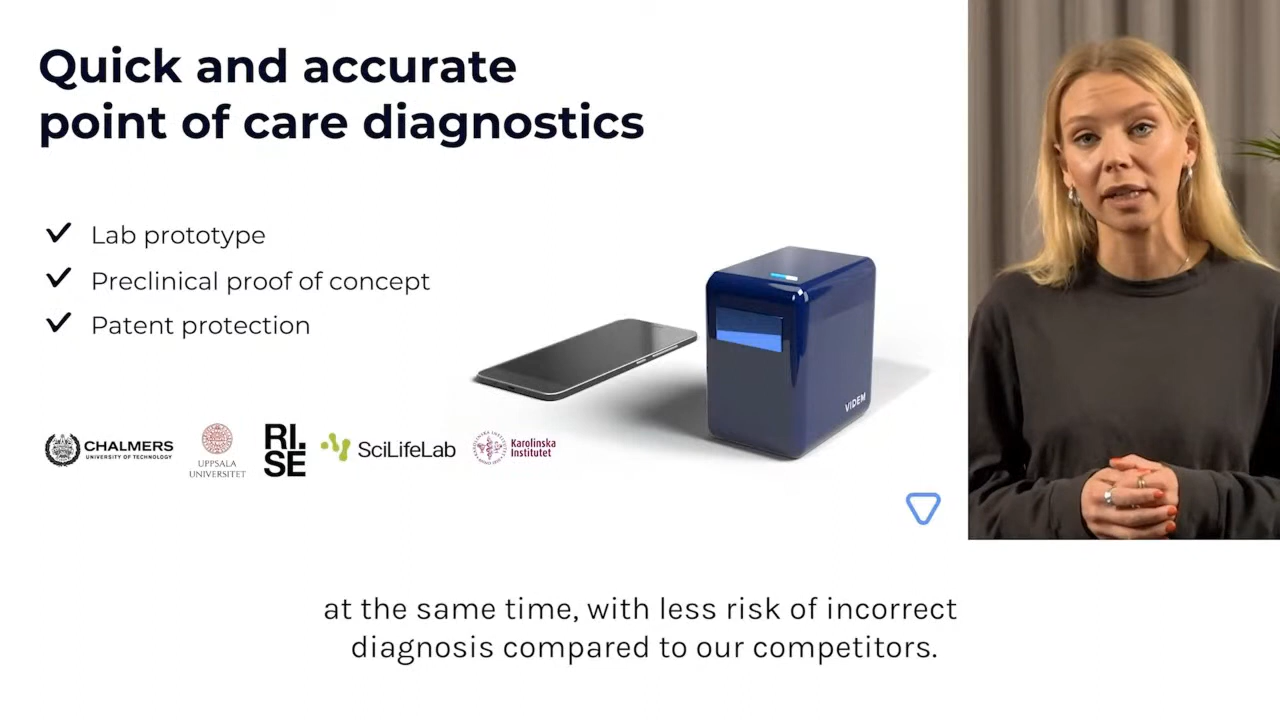 Quick and accurate
point of care diagnostics
Lab prototype
Preclinical proof of concept
Patent protection
VIDEM
CHALMERS
UNIVERSITY OF TECHNOLOGY
UPPSALA
UNIVERSITET
RI.
SE
SciLifeLab
Karolinska
Institutet
at the same time, with less risk of incorrect
diagnosis compared to our competitors.